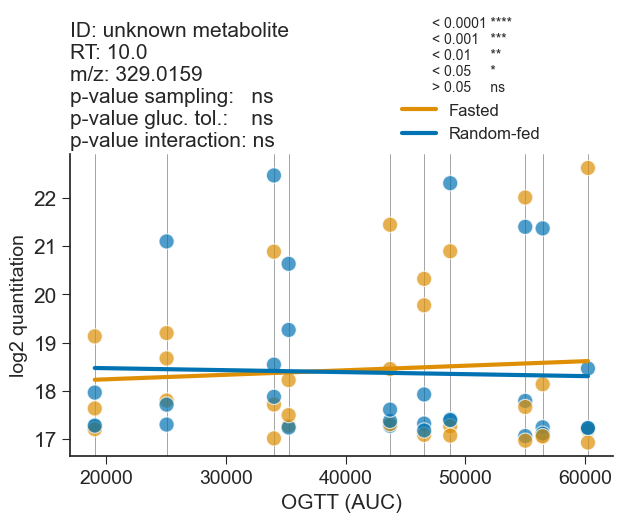 ID: unknown metabolite
RT: 10.0
m/z: 329.0159
p-value sampling: ns
p-value gluc. tol.: ns
p-value interaction: ns
< 0.0001 ****
< 0.001 ***
< 0.01 **
< 0.05 *
> 0.05 ns
Fasted
Random-fed
log2 quantitation
22
21
20
19
18
17
20000 30000 40000 50000 60000
OGTT (AUC)